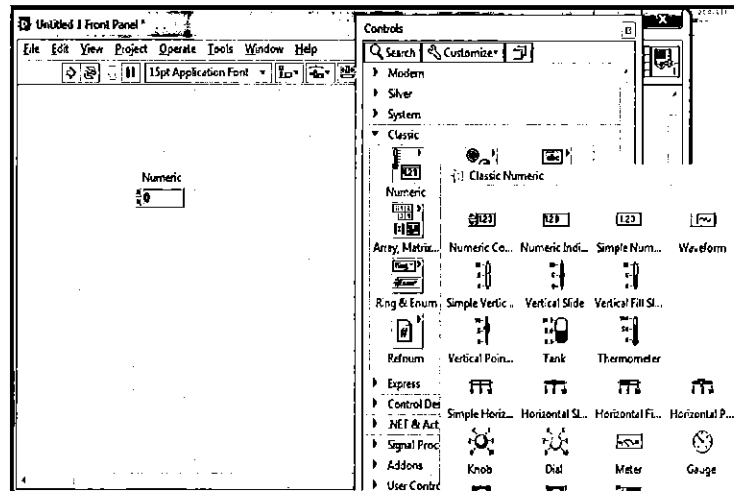 Untitled 1 Front Panel *
File Edit View Project Operate Tools Window Help
15pt Application Font
Numeric
0
Controls
Search Customize
Modern
Silver
System
Classic
Numeric
Array, Matrix...
Ring & Enum
Refnum
Express
Control Des
.NET & Act
Signal Proc
Addons
User Contro
Classic Numeric
Numeric Co... Numeric Indi... Simple Num... Waveform
Simple Vertic... Vertical Slide Vertical Fill Sl...
Vertical Poin... Tank Thermometer
Simple Horiz... Horizontal Sl... Horizontal Fi... Horizontal P...
Knob Dial Meter Gauge